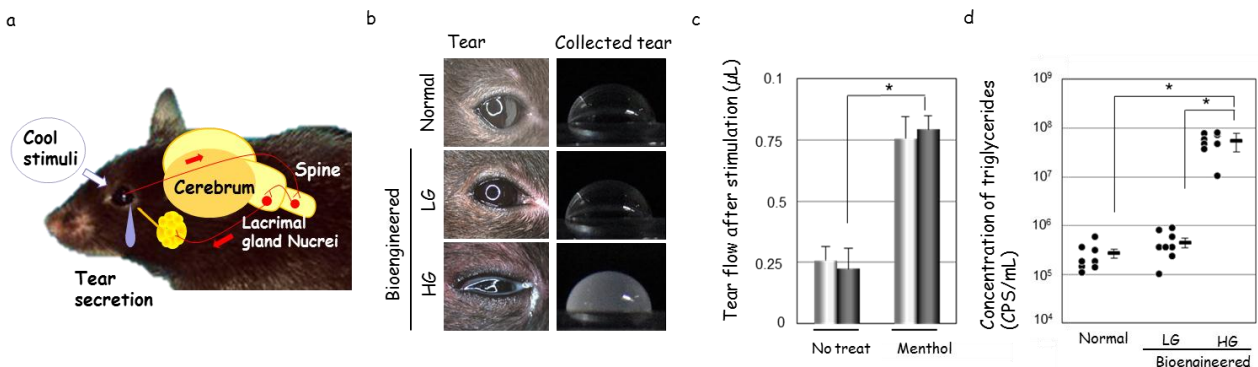 a
Cool
stimuli
Cerebrum
Spine
Lacrimal
gland Nucrei
Tear
secretion
b
Tear
Collected tear
Normal
Bioengineered
LG
HG
c
Tear flow after stimulation (μL)
0.1
0.75
0.5
0.25
0
*
No treat
Menthol
d
Concentration of triglycerides
(CPS/mL)
10⁹
10⁸
10⁷
10⁶
10⁵
10⁴
*
*
Normal
LG
HG
Bioengineered